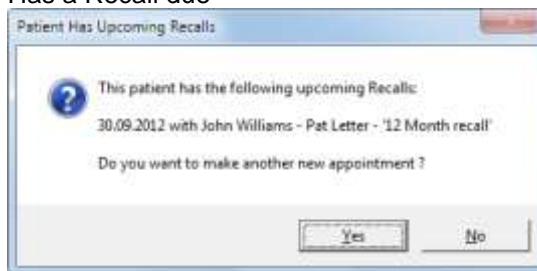 Has a Recall due
Patient Has Upcoming Recalls
This patient has the following upcoming Recalls:
30.09.2012 with John Williams - Pat Letter - '12 Month recall'
Do you want to make another new appointment ?
Yes
No